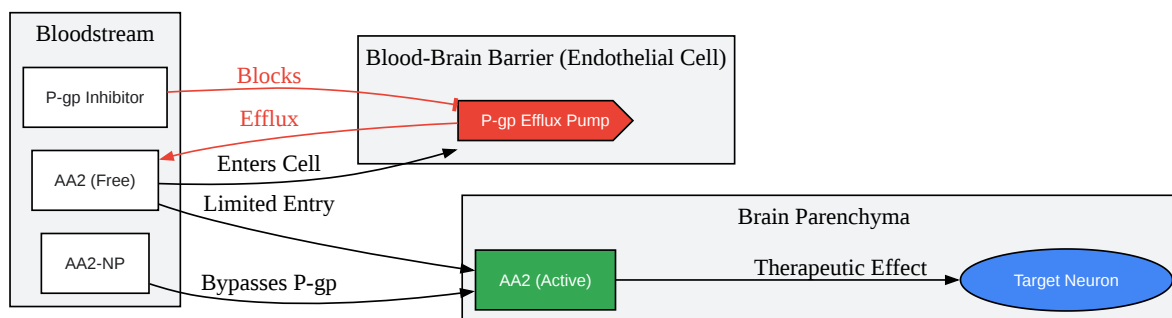 Bloodstream
P-gp Inhibitor
AA2 (Free)
AA2-NP
Blocks
Efflux
Enters Cell
Limited Entry
Bypasses P-gp
Blood-Brain Barrier (Endothelial Cell)
P-gp Efflux Pump
Brain Parenchyma
AA2 (Active)
Therapeutic Effect
Target Neuron